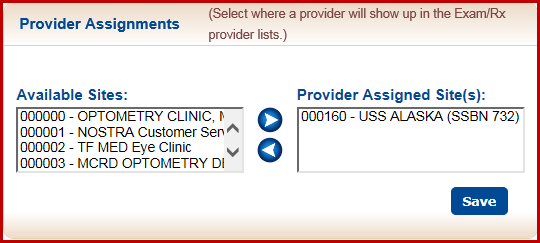 Provider Assignments
(Select where a provider will show up in the Exam/Rx
provider lists.)
Available Sites:
000000 - OPTOMETRY CLINIC,
000001 - NOSTRA Customer Ser
000002 - TF MED Eye Clinic
000003 - MCRD OPTOMETRY
Provider Assigned Site(s):
000160 - USS ALASKA (SSBN 732)
Save